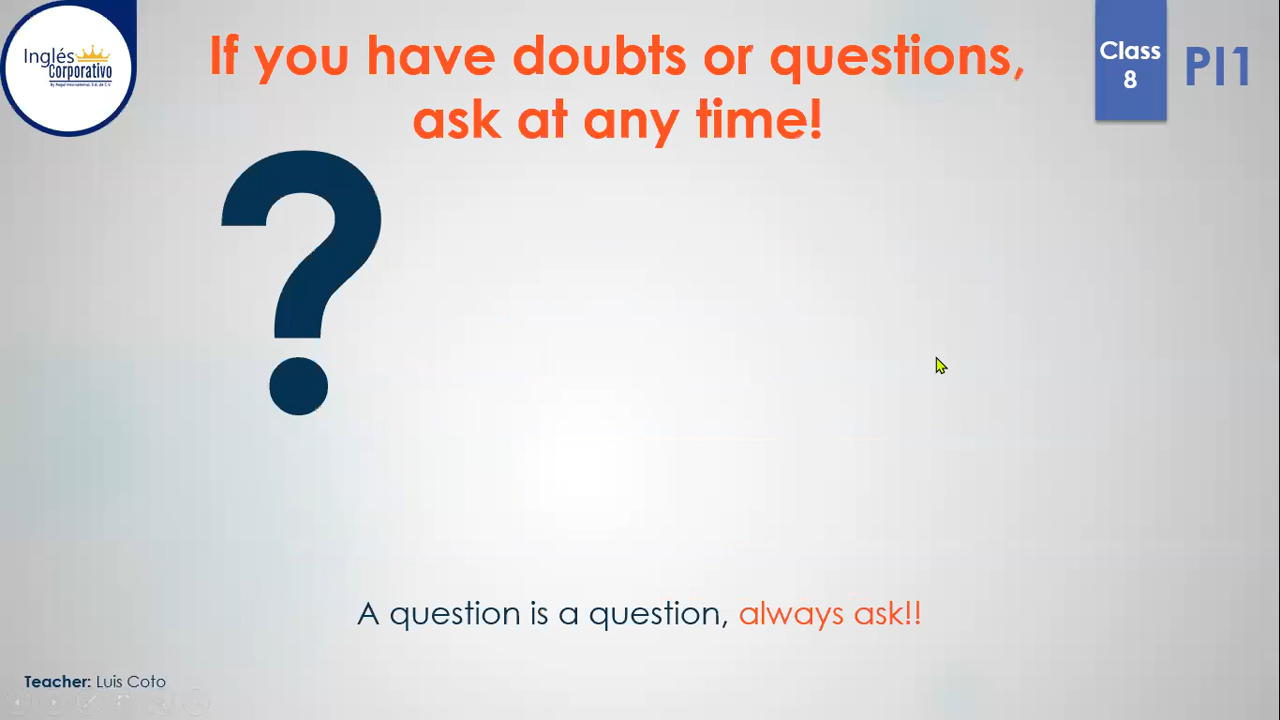 Inglés
Corporativo
If you have doubts or questions,
ask at any time!
Class
8
PI1
?
A question is a question, always ask!!
Teacher: Luis Coto